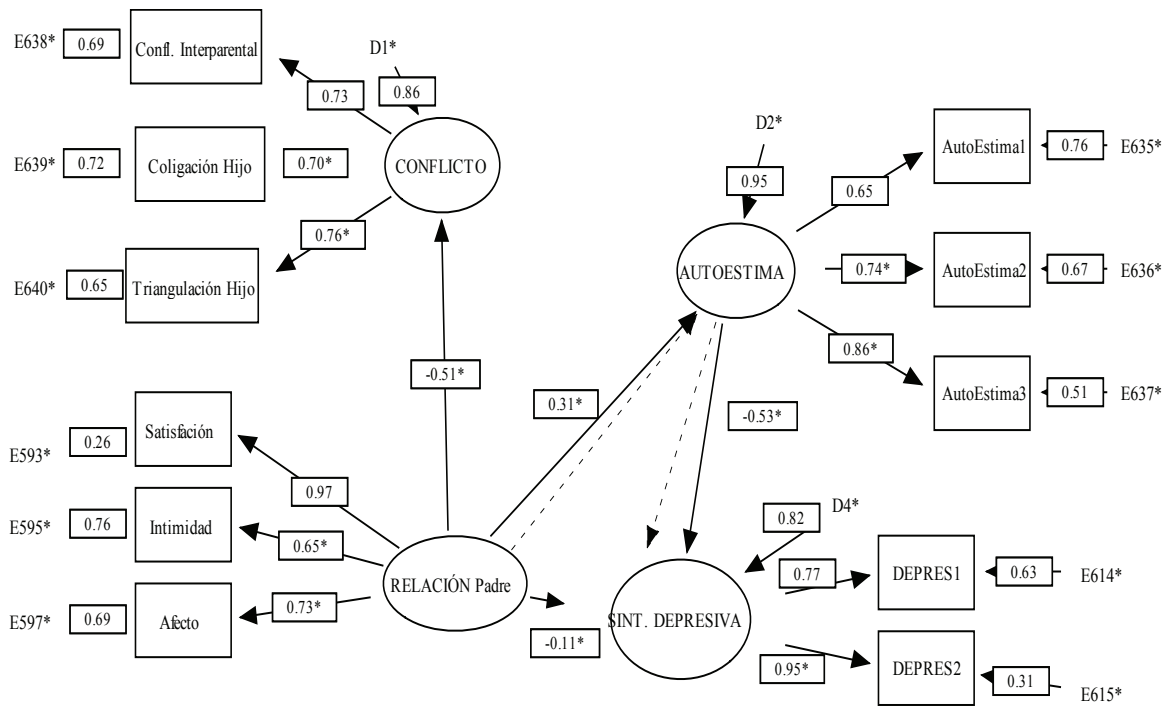 E638*
0.69
Confl. Interparental
D1*
0.73
0.86
E639*
0.72
Coligación Hijo
0.70*
CONFLICTO
E640*
0.65
Triangulación Hijo
0.76*
D2*
0.95
AUTOESTIMA
0.65
AutoEstima1
0.76
E635*
0.74*
AutoEstima2
0.67
E636*
0.86*
AutoEstima3
0.51
E637*
-0.51*
0.31*
-0.53*
E593*
0.26
Satisfación
0.97
E595*
0.76
Intimidad
0.65*
E597*
0.69
Afecto
0.73*
RELACIÓN Padre
-0.11*
SINT. DEPRESIVA
0.82
D4*
0.77
DEPRES1
0.63
E614*
0.95*
DEPRES2
0.31
E615*